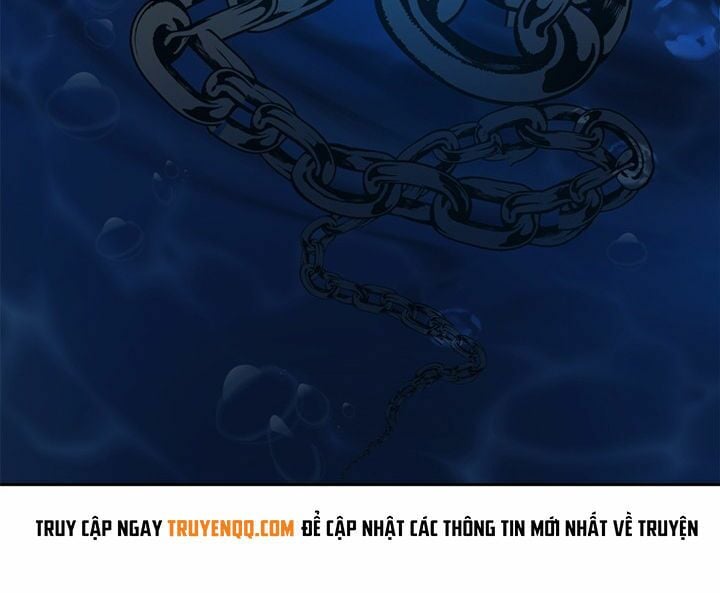 TRUY CẬP NGAY TRUYENQQ.COM ĐỂ CẬP NHẬT CÁC THÔNG TIN MỚI NHẤT VỀ TRUYỆN